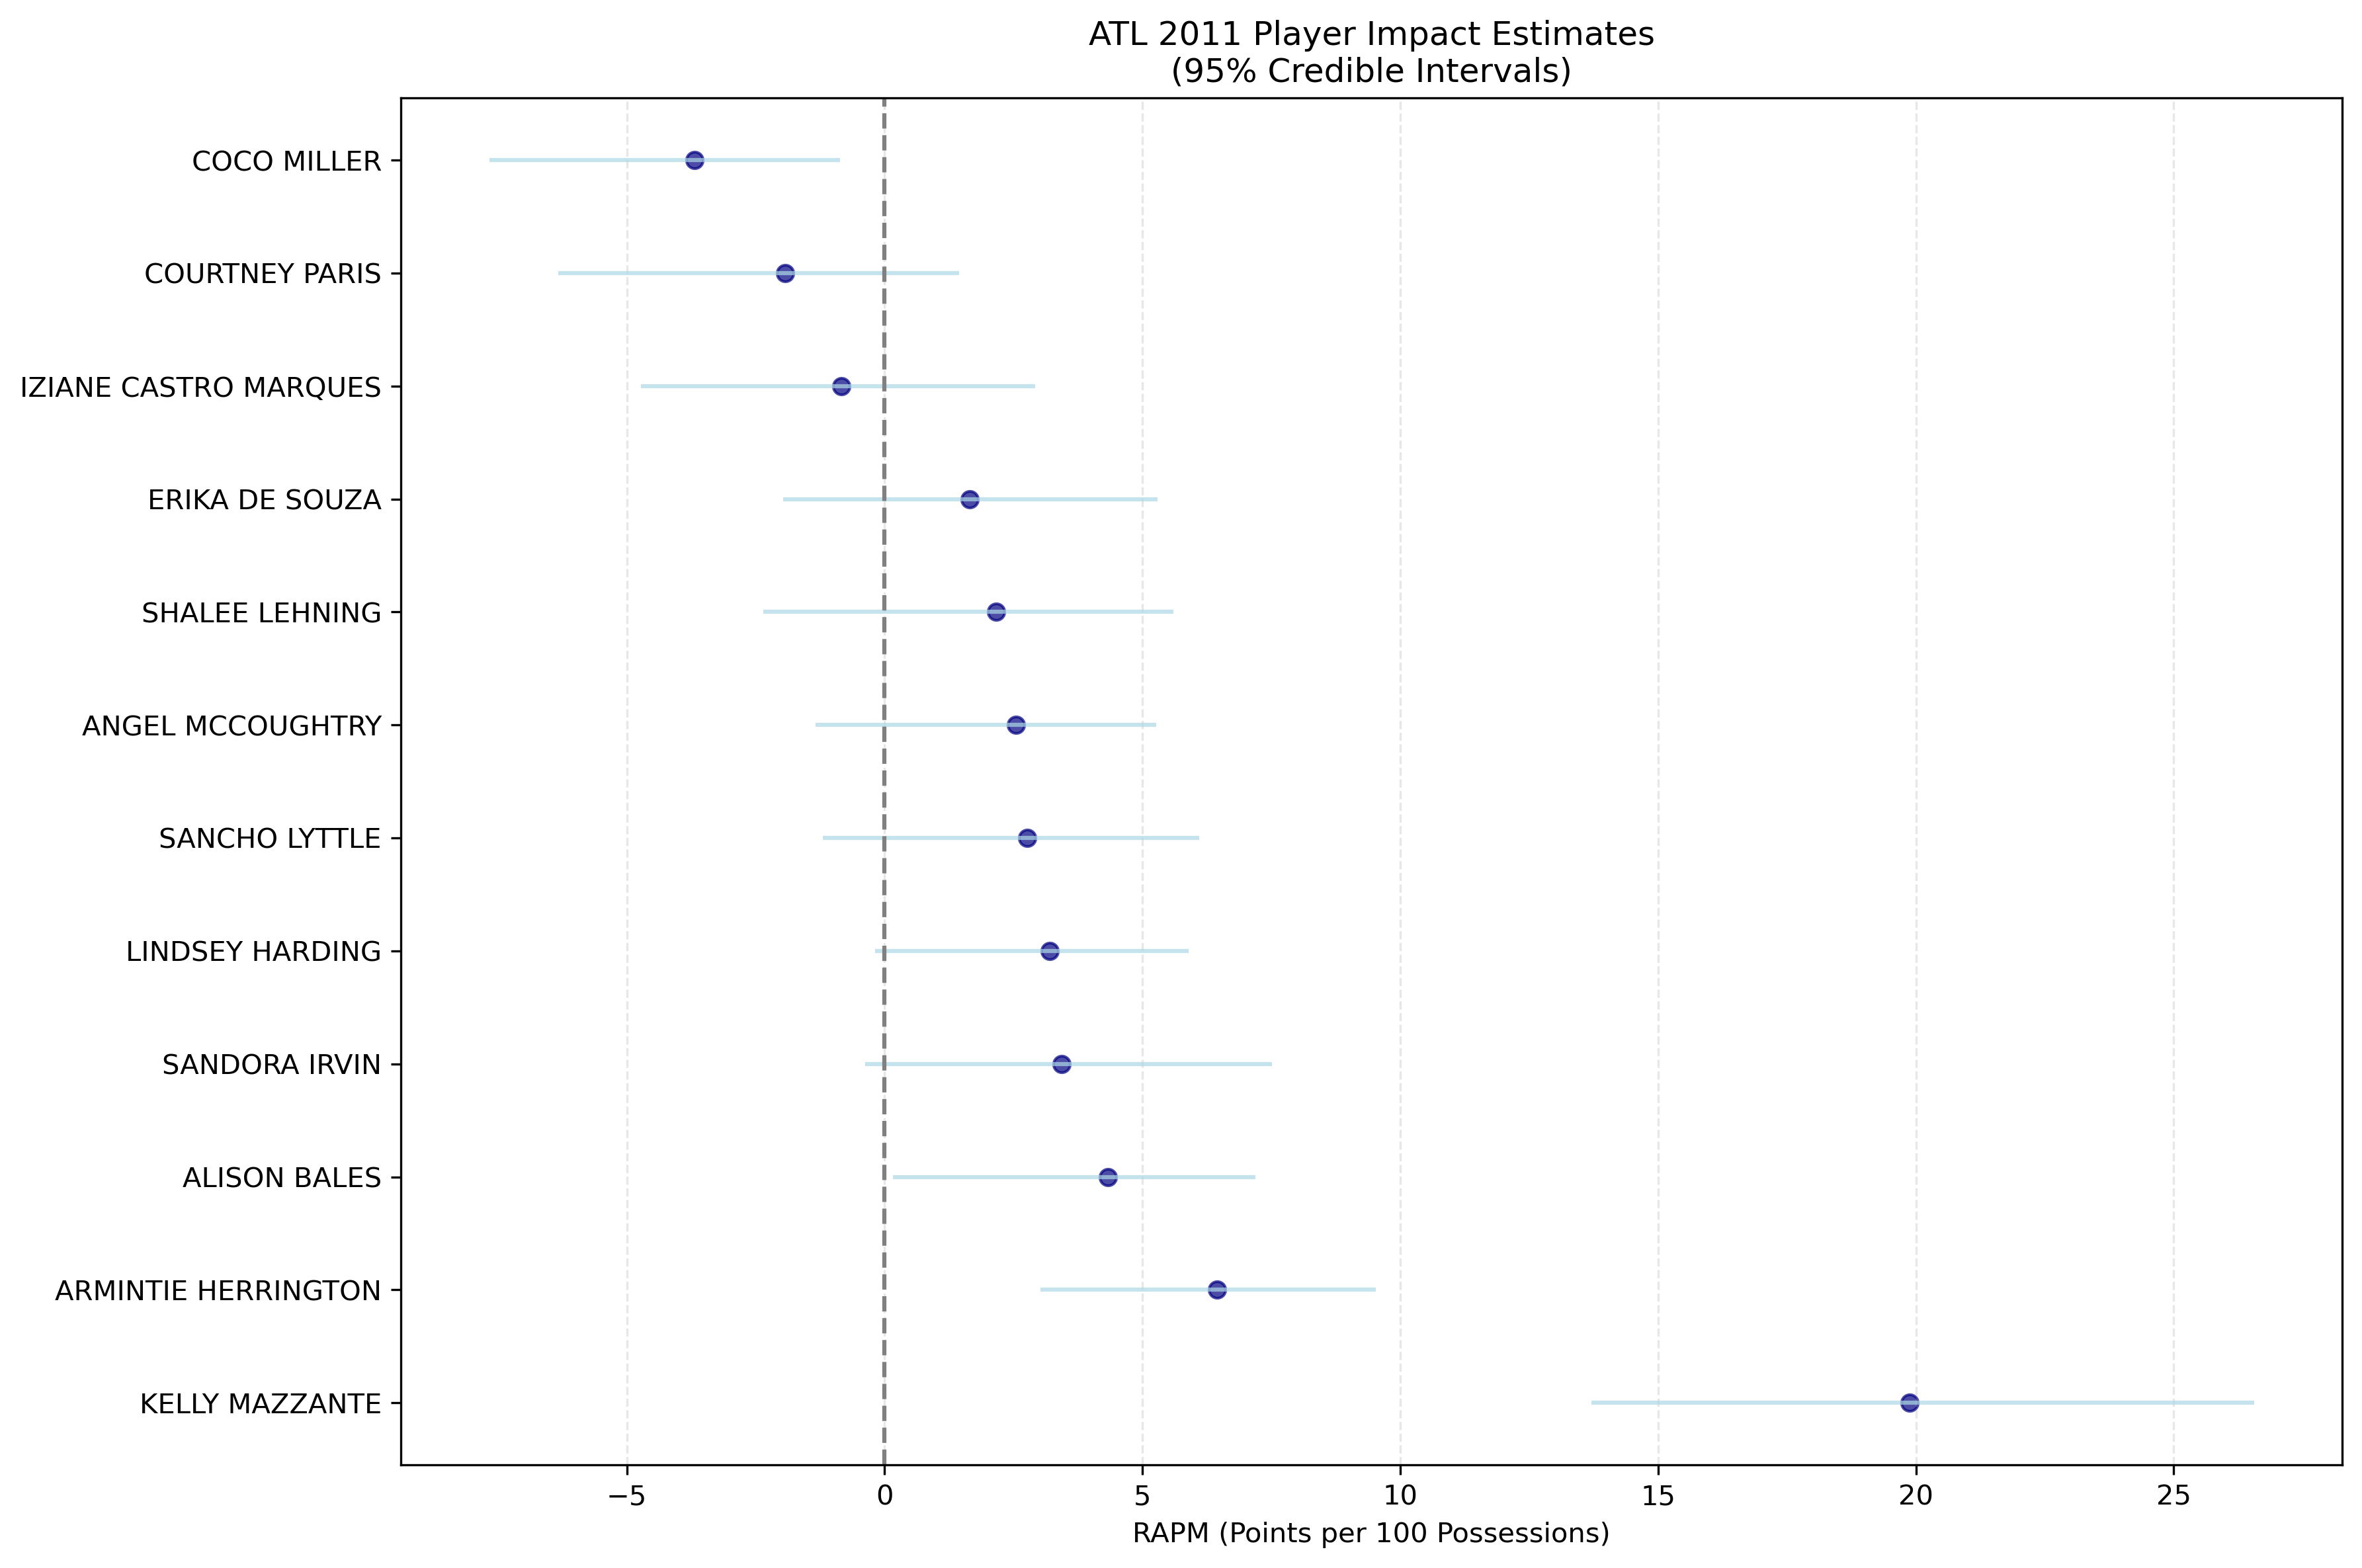 ATL 2011 Player Impact Estimates
(95% Credible Intervals)
COCO MILLER
COURTNEY PARIS
IZIANE CASTRO MARQUES
ERIKA DE SOUZA
SHALEE LEHNING
ANGEL MCCOUGHTRY
SANCHO LYTTLE
LINDSEY HARDING
SANDORA IRVIN
ALISON BALES
ARMINTIE HERRINGTON
KELLY MAZZANTE
−5 0 5 10 15 20 25
RAPM (Points per 100 Possessions)